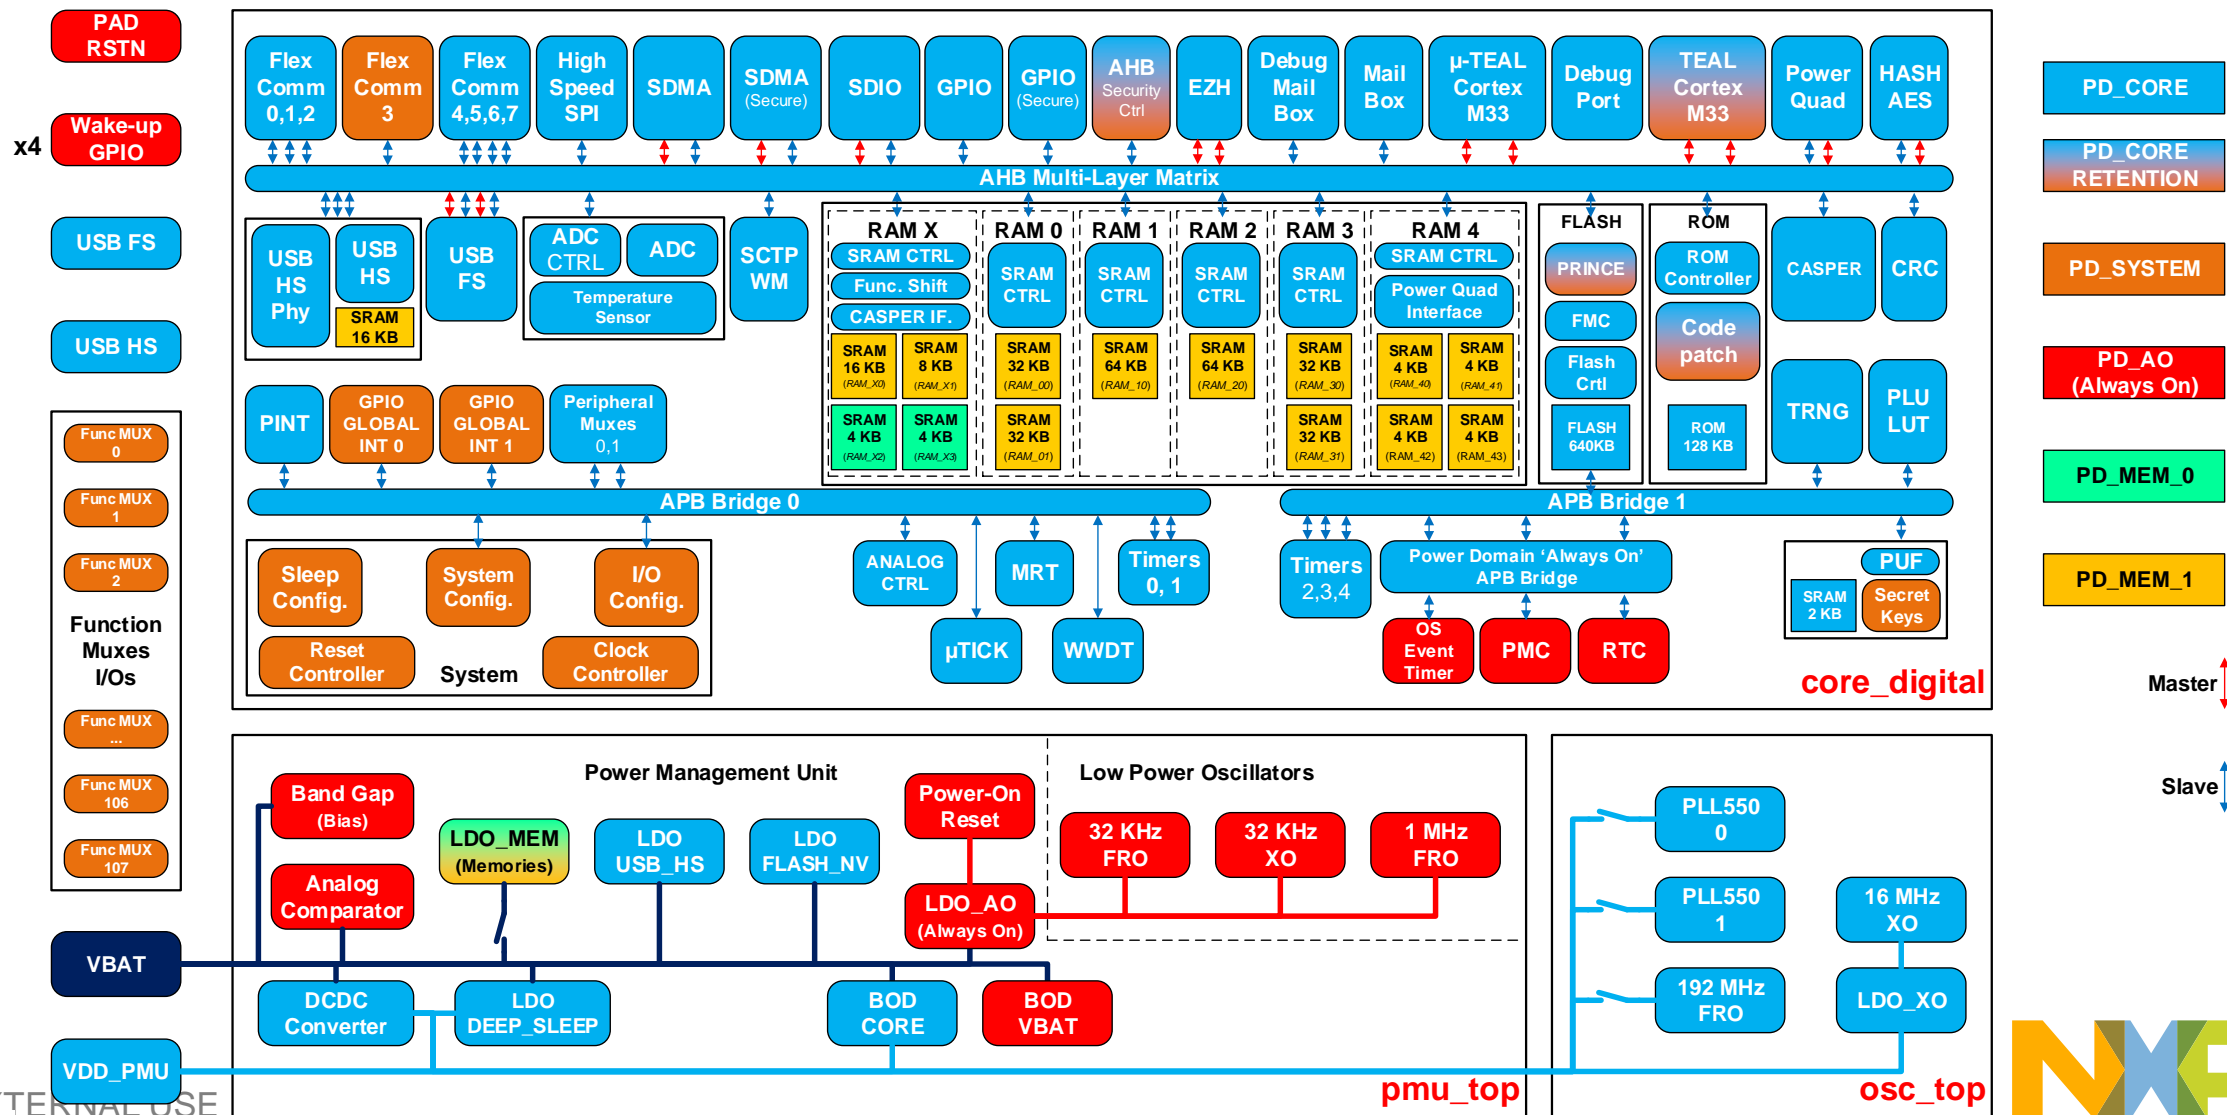 PAD
RSTN
x4
Wake-up
GPIO
USB FS
USB HS
Func MUX
0
Func MUX
1
Func MUX
2
Function
Muxes
I/Os
Func MUX
...
Func MUX
106
Func MUX
107
VBAT
VDD_PMU
Flex
Comm
0,1,2
Flex
Comm
3
Flex
Comm
4,5,6,7
High
Speed
SPI
SDMA
SDMA
(Secure)
SDIO
GPIO
GPIO
(Secure)
AHB
Security
Ctrl
EZH
Debug
Mail
Box
Mail
Box
µ-TEAL
Cortex
M33
Debug
Port
TEAL
Cortex
M33
Power
Quad
HASH
AES
AHB Multi-Layer Matrix
USB
HS
Phy
USB
HS
SRAM
16 KB
USB
FS
ADC
CTRL
ADC
Temperature
Sensor
SCTP
WM
RAM X
SRAM CTRL
Func. Shift
CASPER IF.
SRAM
16 KB
(RAM_X0)
SRAM
8 KB
(RAM_X1)
SRAM
4 KB
(RAM_X2)
SRAM
4 KB
(RAM_X3)
RAM 0
SRAM
CTRL
SRAM
32 KB
(RAM_00)
SRAM
32 KB
(RAM_01)
RAM 1
SRAM
CTRL
SRAM
64 KB
(RAM_10)
RAM 2
SRAM
CTRL
SRAM
64 KB
(RAM_20)
RAM 3
SRAM
CTRL
SRAM
32 KB
(RAM_30)
SRAM
32 KB
(RAM_31)
RAM 4
SRAM CTRL
Power Quad
Interface
SRAM
4 KB
(RAM_40)
SRAM
4 KB
(RAM_41)
SRAM
4 KB
(RAM_42)
SRAM
4 KB
(RAM_43)
FLASH
PRINCE
FMC
Flash
Crtl
FLASH
640KB
ROM
ROM
Controller
Code
patch
ROM
128 KB
CASPER
CRC
TRNG
PLU
LUT
PINT
GPIO
GLOBAL
INT 0
GPIO
GLOBAL
INT 1
Peripheral
Muxes
0,1
APB Bridge 0
APB Bridge 1
Sleep
Config.
System
Config.
I/O
Config.
Reset
Controller
System
Clock
Controller
ANALOG
CTRL
µTICK
MRT
WWDT
Timers
0, 1
Timers
2,3,4
Power Domain ‘Always On’
APB Bridge
OS
Event
Timer
PMC
RTC
PUF
SRAM
2 KB
Secret
Keys
core_digital
Power Management Unit
Band Gap
(Bias)
Analog
Comparator
LDO_MEM
(Memories)
LDO
USB_HS
LDO
FLASH_NV
Power-On
Reset
LDO_AO
(Always On)
DCDC
Converter
LDO
DEEP_SLEEP
BOD
CORE
BOD
VBAT
Low Power Oscillators
32 KHz
FRO
32 KHz
XO
1 MHz
FRO
pmu_top
PLL550
0
PLL550
1
192 MHz
FRO
16 MHz
XO
LDO_XO
osc_top
PD_CORE
PD_CORE
RETENTION
PD_SYSTEM
PD_AO
(Always On)
PD_MEM_0
PD_MEM_1
Master
Slave
USE
NXP